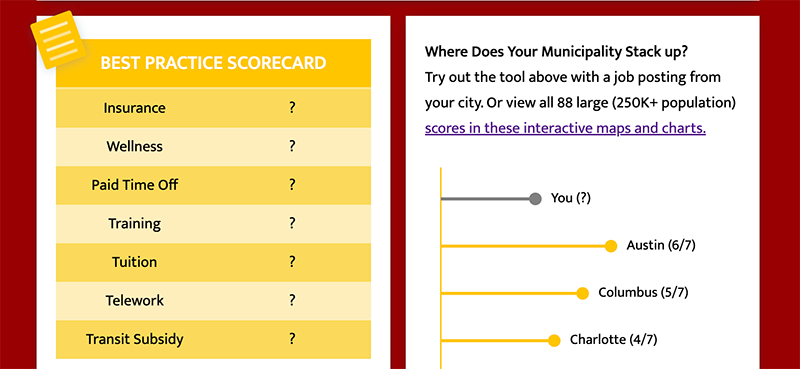 BEST PRACTICE SCORECARD
Insurance ?
Wellness ?
Paid Time Off ?
Training ?
Tuition ?
Telework ?
Transit Subsidy ?
Where Does Your Municipality Stack up?
Try out the tool above with a job posting from
your city. Or view all 88 large (250K+ population)
scores in these interactive maps and charts.
You (?)
Austin (6/7)
Columbus (5/7)
Charlotte (4/7)